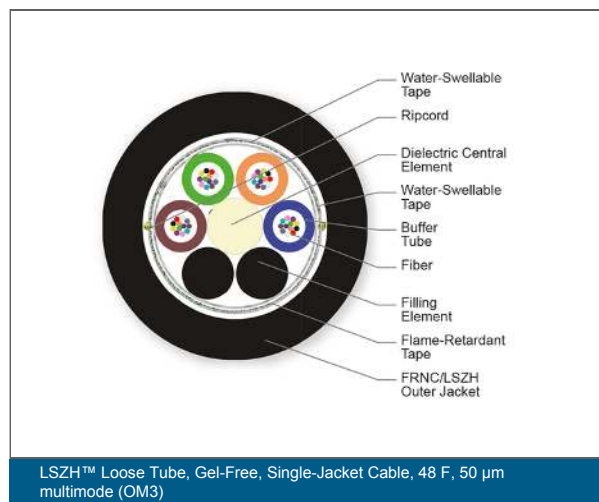 Water-Swellable
Tape
Ripcord
Dielectric Central
Element
Water-Swellable
Tape
Buffer
Tube
Fiber
Filling
Element
Flame-Retardant
Tape
FRNC/LSZH
Outer Jacket
LSZH™ Loose Tube, Gel-Free, Single-Jacket Cable, 48 F, 50 µm
multimode (OM3)